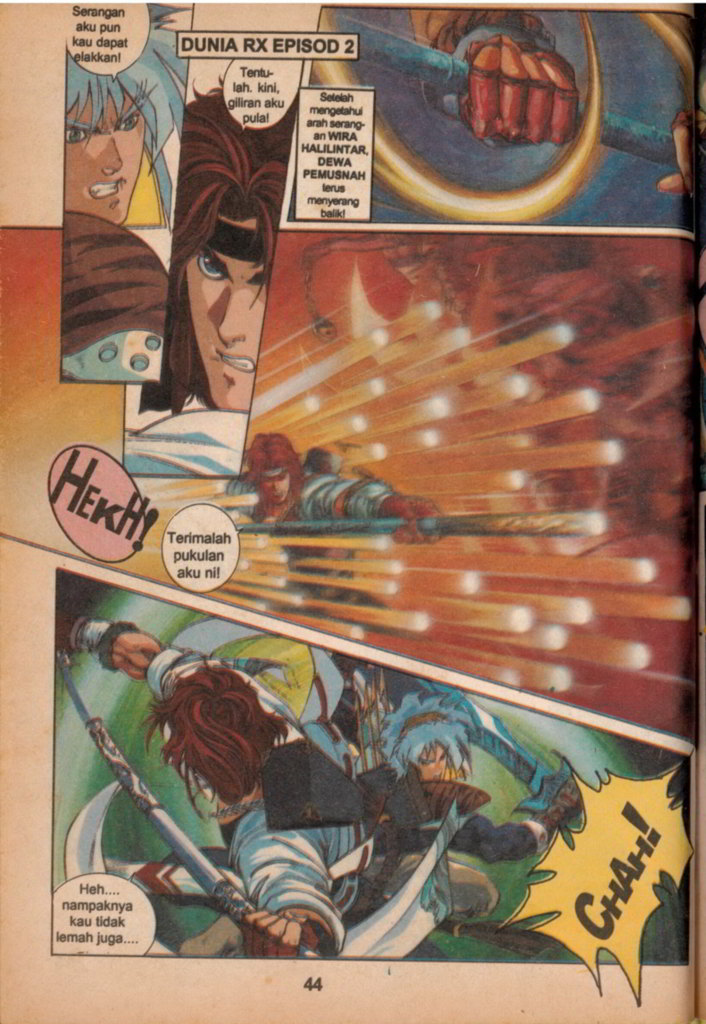 Serangan
aku pun
kau dapat
elakkan!
DUNIA RX EPISOD 2
Tentu-
lah. kini,
giliran aku
pula!
Setelah
mengetahui
arah serang-
an WIRA
HALILINTAR,
DEWA
PEMUSNAH
terus
menyerang
balik!
HEKH!
Terimalah
pukulan
aku ni!
Heh....
nampaknya
kau tidak
lemah juga....
CHAH!
44